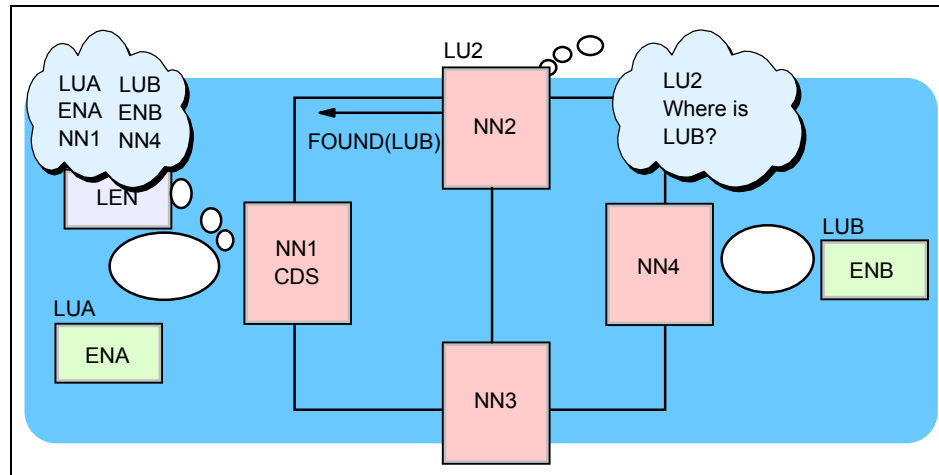 LU2
LUA LUB
ENA ENB
NN1 NN4
LU2
Where is
LUB?
NN2
FOUND(LUB)
LEN
NN1
CDS
NN4
LUB
ENB
LUA
ENA
NN3